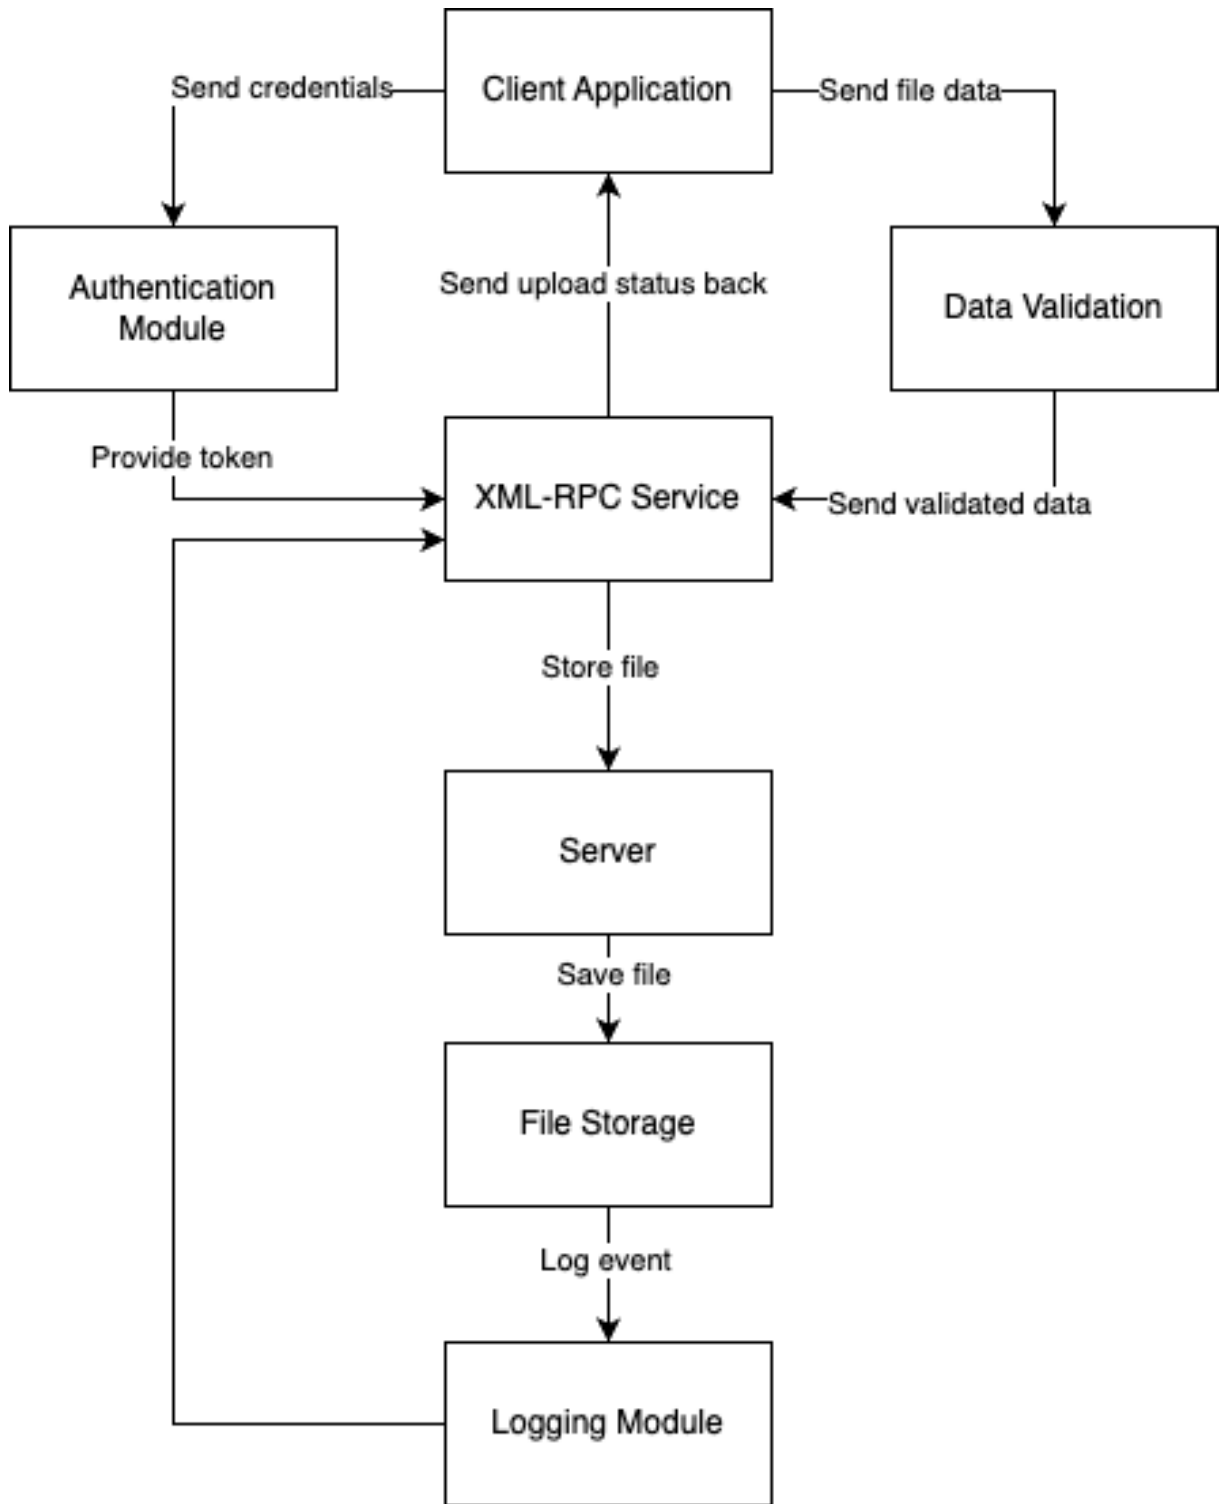 Send credentials
Client Application
Send file data
Authentication
Module
Send upload status back
Data Validation
Provide token
XML-RPC Service
Send validated data
Store file
Server
Save file
File Storage
Log event
Logging Module